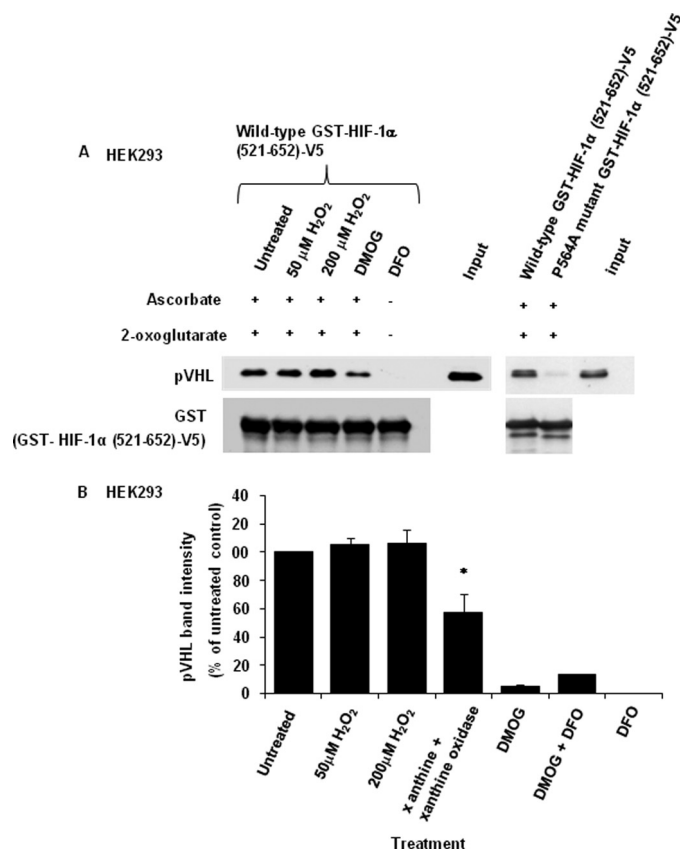 A HEK293
Wild-type GST-HIF-1α
(521-652)-V5
Untreated
50 µM H₂O₂
200 µM H₂O₂
DMOG
DFO
Input
Wild-type GST-HIF-1α (521-652)-V5
P564A mutant GST-HIF-1α (521-652)-V5
input
Ascorbate + + + + - + +
2-oxoglutarate + + + + - + +
pVHL
GST
(GST- HIF-1α (521-652)-V5)
B HEK293
pVHL band intensity
(% of untreated control)
40
20
00
80
60
40
20
0
*
Untreated
50µM H₂O₂
200µM H₂O₂
x anthine +
xanthine oxidase
DMOG
DMOG + DFO
DFO
Treatment